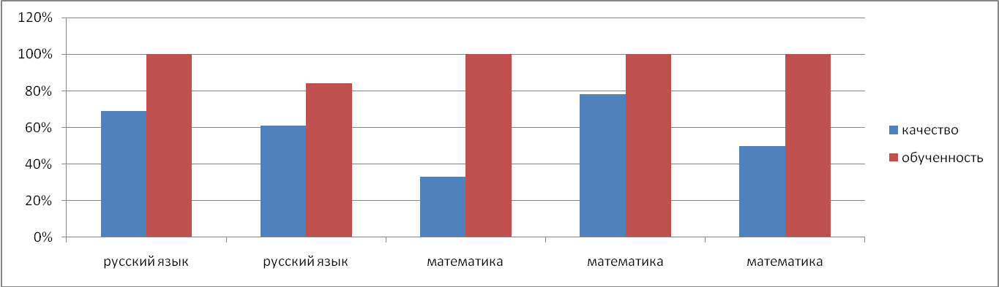 120%
100%
80%
60%
40%
20%
0%
русский язык
русский язык
математика
математика
математика
качество
обученность